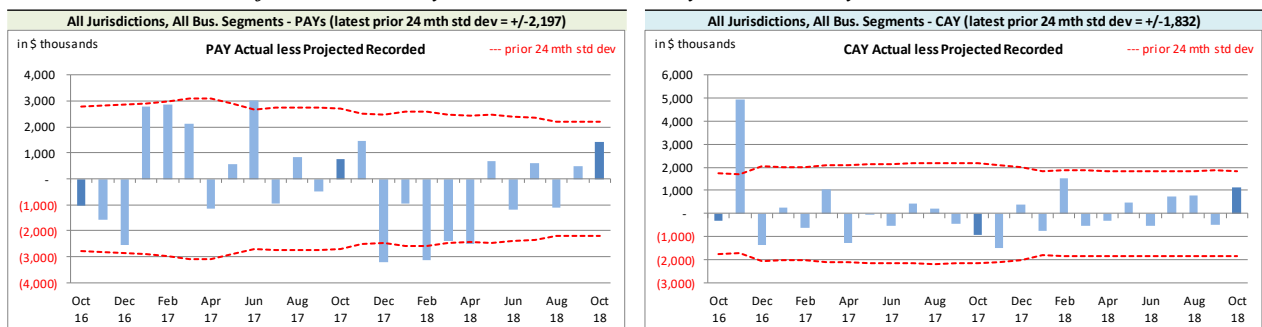 All Jurisdictions, All Bus. Segments - PAYs (latest prior 24 mth std dev = +/-2,197)
in $ thousands
PAY Actual less Projected Recorded
--- prior 24 mth std dev
4,000
3,000
2,000
1,000
-
(1,000)
(2,000)
(3,000)
(4,000)
Oct Dec Feb Apr Jun Aug Oct Dec Feb Apr Jun Aug Oct
16 16 17 17 17 17 17 17 18 18 18 18 18
All Jurisdictions, All Bus. Segments - CAY (latest prior 24 mth std dev = +/-1,832)
in $ thousands
CAY Actual less Projected Recorded
--- prior 24 mth std dev
6,000
5,000
4,000
3,000
2,000
1,000
-
(1,000)
(2,000)
(3,000)
Oct Dec Feb Apr Jun Aug Oct Dec Feb Apr Jun Aug Oct
16 16 17 17 17 17 17 17 18 18 18 18 18